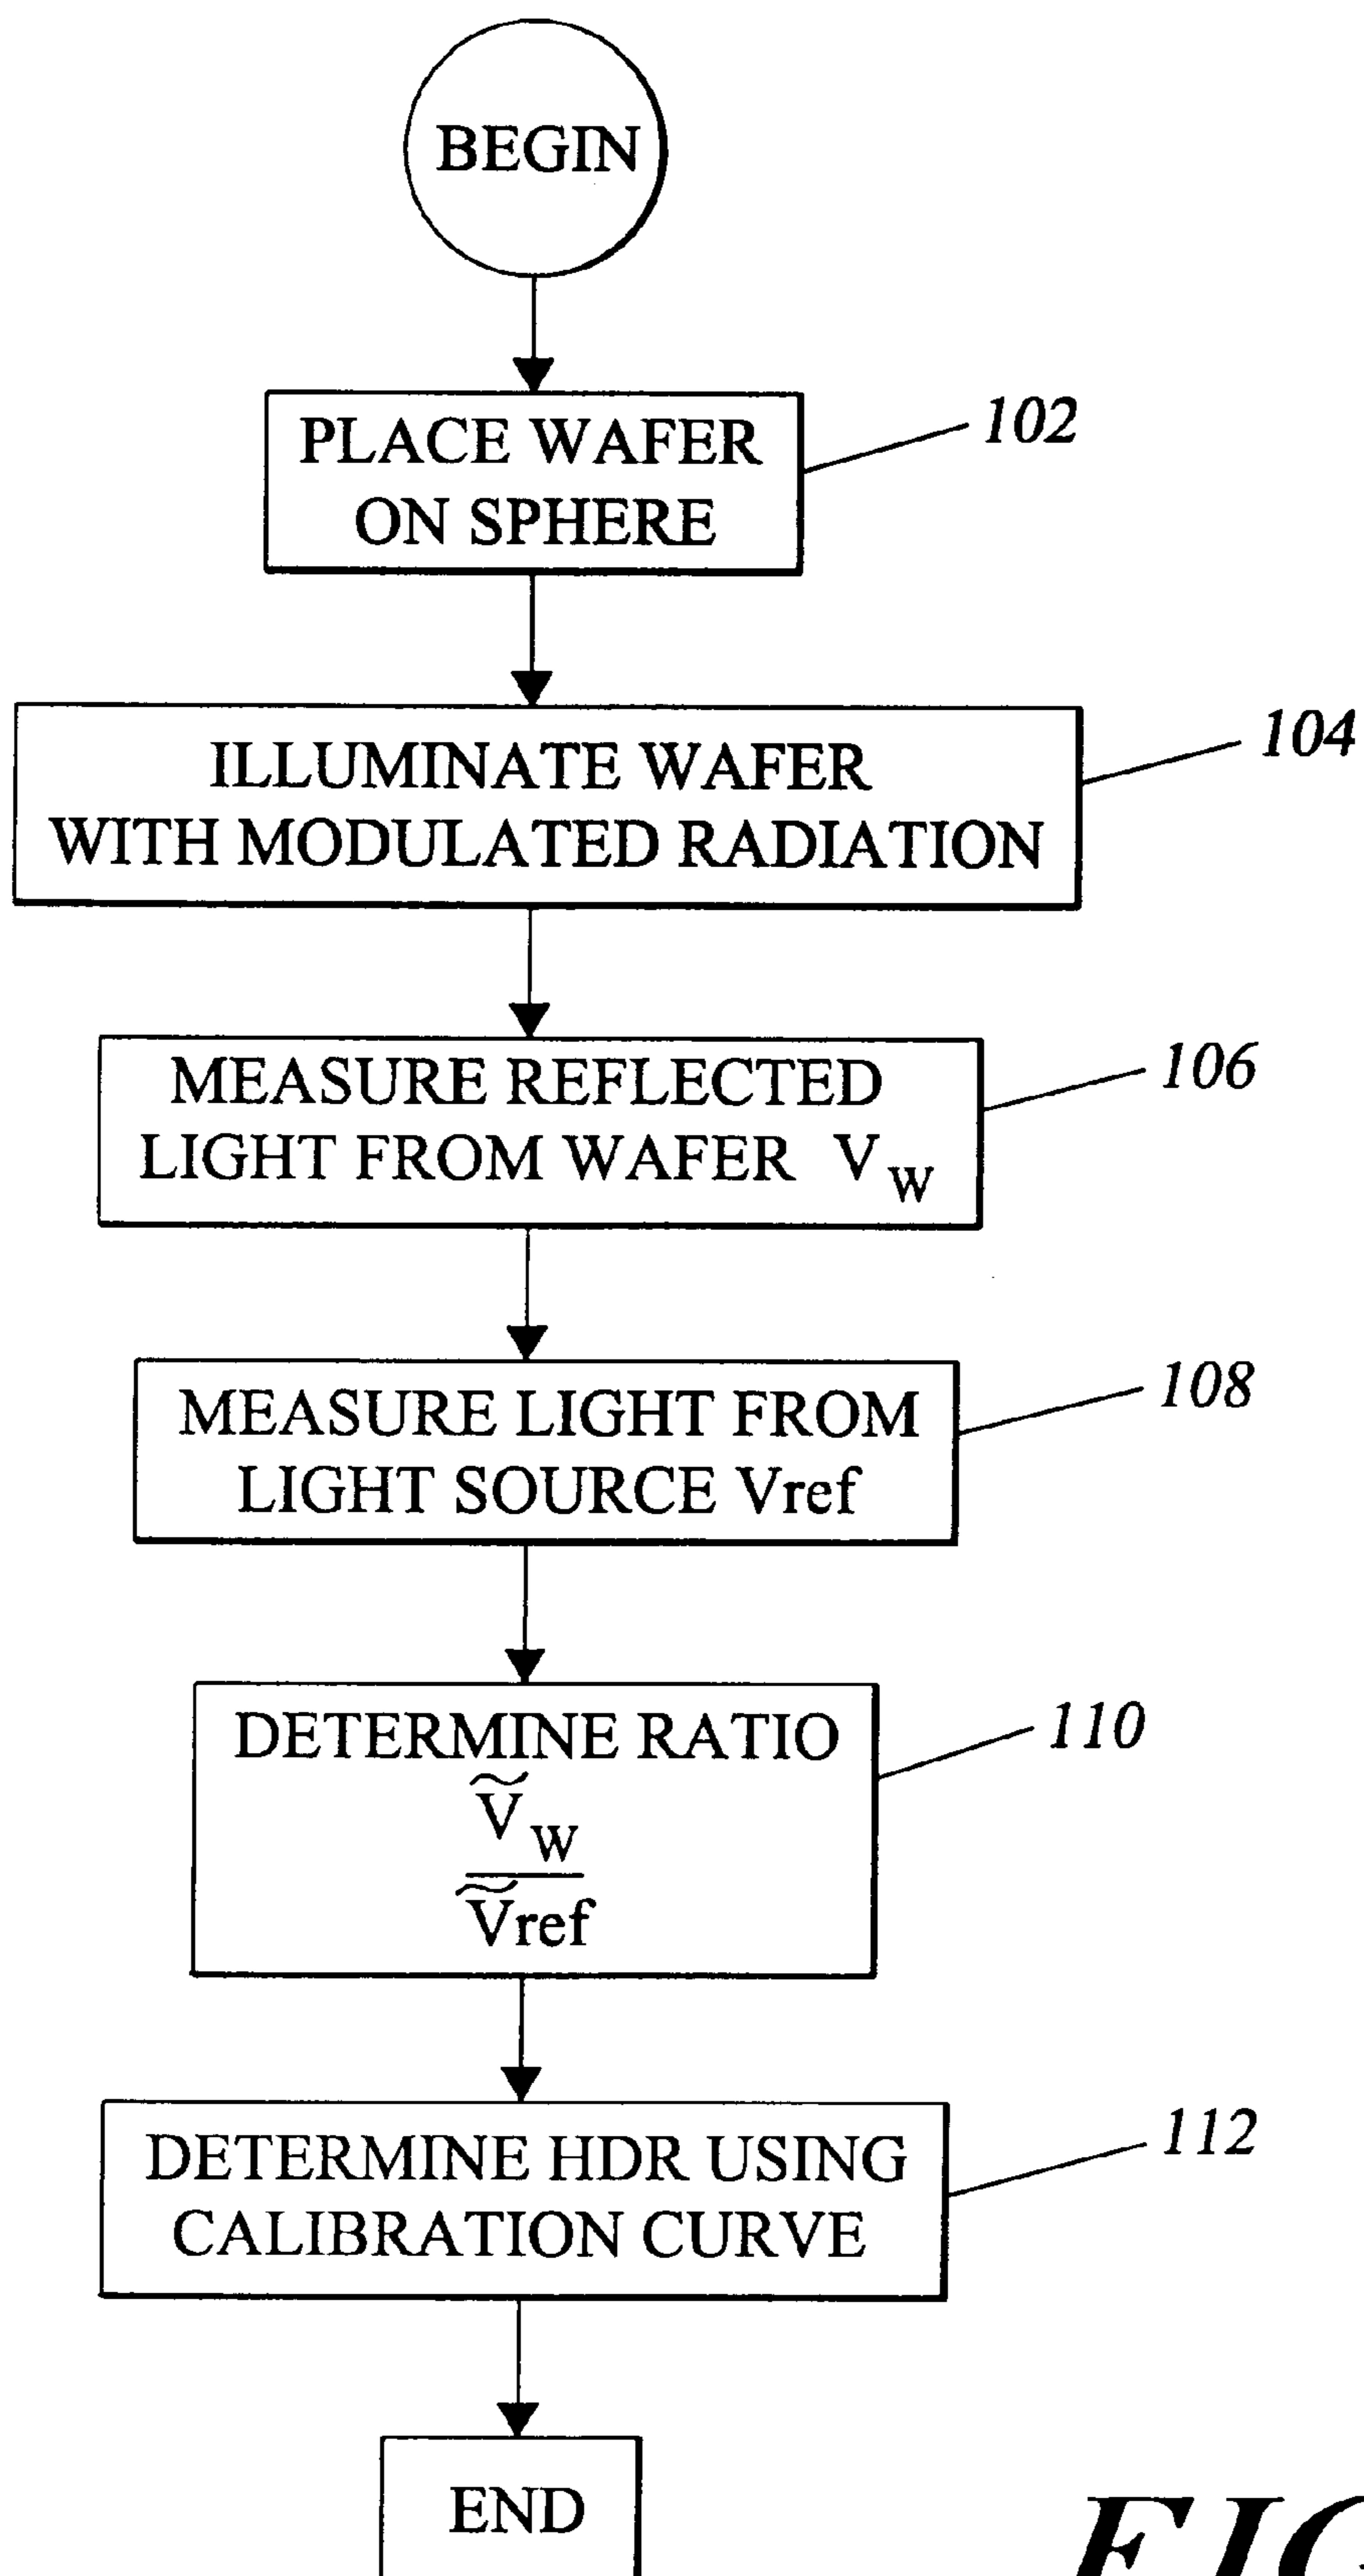 BEGIN
PLACE WAFER
ON SPHERE
102
ILLUMINATE WAFER
WITH MODULATED RADIATION
104
MEASURE REFLECTED
LIGHT FROM WAFER V_W
106
MEASURE LIGHT FROM
LIGHT SOURCE Vref
108
DETERMINE RATIO
Ṽ_W
Ṽref
110
DETERMINE HDR USING
CALIBRATION CURVE
112
END